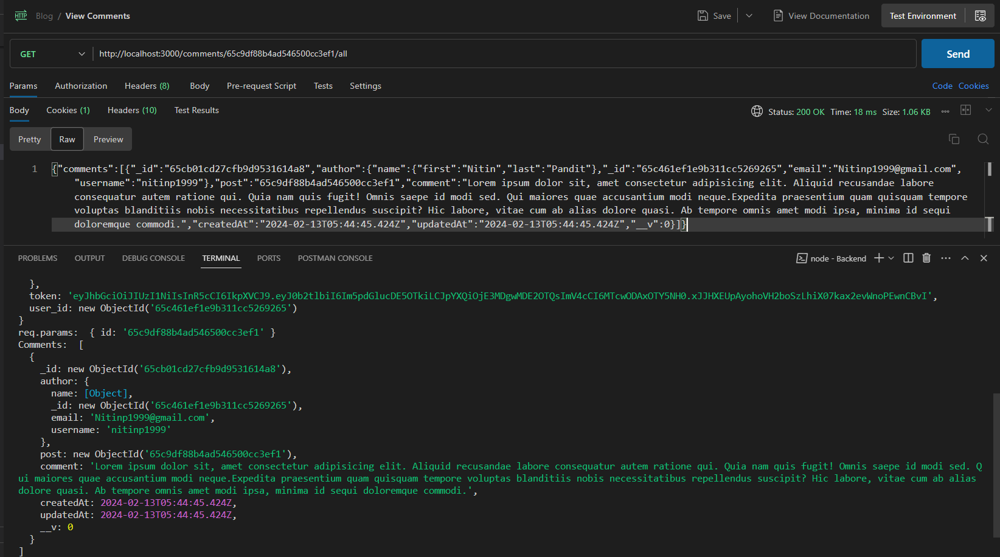 HTTP Blog / View Comments Save View Documentation Test Environment
GET http://localhost:3000/comments/65c9df88b4ad546500cc3ef1/all Send
Params Authorization Headers (8) Body Pre-request Script Tests Settings Code Cookies
Body Cookies (1) Headers (10) Test Results Status: 200 OK Time: 18 ms Size: 1.06 KB
Pretty Raw Preview
1 {"comments":[{"_id":"65cb01cd27cfb9d9531614a8","author":{"name":{"first":"Nitin","last":"Pandit"},"_id":"65c461ef1e9b311cc5269265","email":"Nitinp1999@gmail.com",
"username":"nitinp1999"},"post":"65c9df88b4ad546500cc3ef1","comment":"Lorem ipsum dolor sit, amet consectetur adipisicing elit. Aliquid recusandae labore
consequatur autem ratione qui. Quia nam quis fugit! Omnis saepe id modi sed. Qui maiores quae accusantium modi neque.Expedita praesentium quam quisquam tempore
voluptas blanditiis nobis necessitatibus repellendus suscipit? Hic labore, vitae cum ab alias dolore quasi. Ab tempore omnis amet modi ipsa, minima id sequi
doloremque commodi.","createdAt":"2024-02-13T05:44:45.424Z","updatedAt":"2024-02-13T05:44:45.424Z","__v":0}]}
PROBLEMS OUTPUT DEBUG CONSOLE TERMINAL PORTS POSTMAN CONSOLE node - Backend
},
token: 'eyJhbGciOiJIUzI1NiIsInR5cCI6IkpXVCJ9.eyJ0b2tlbiI6Im5pdGlucDE5OTkiLCJpYXQiOjE3MDgwMDE2OTQsImV4cCI6MTcwODAxOTY5NH0.xJJHXEUpAyohoVH2boSzLhiX07kax2evWnoPEwnCBvI',
user_id: new ObjectId('65c461ef1e9b311cc5269265')
}
req.params: { id: '65c9df88b4ad546500cc3ef1' }
Comments: [
{
_id: new ObjectId('65cb01cd27cfb9d9531614a8'),
author: {
name: [Object],
_id: new ObjectId('65c461ef1e9b311cc5269265'),
email: 'Nitinp1999@gmail.com',
username: 'nitinp1999'
},
post: new ObjectId('65c9df88b4ad546500cc3ef1'),
comment: 'Lorem ipsum dolor sit, amet consectetur adipisicing elit. Aliquid recusandae labore consequatur autem ratione qui. Quia nam quis fugit! Omnis saepe id modi sed. Q
ui maiores quae accusantium modi neque.Expedita praesentium quam quisquam tempore voluptas blanditiis nobis necessitatibus repellendus suscipit? Hic labore, vitae cum ab alias
dolore quasi. Ab tempore omnis amet modi ipsa, minima id sequi doloremque commodi.',
createdAt: 2024-02-13T05:44:45.424Z,
updatedAt: 2024-02-13T05:44:45.424Z,
__v: 0
}
]